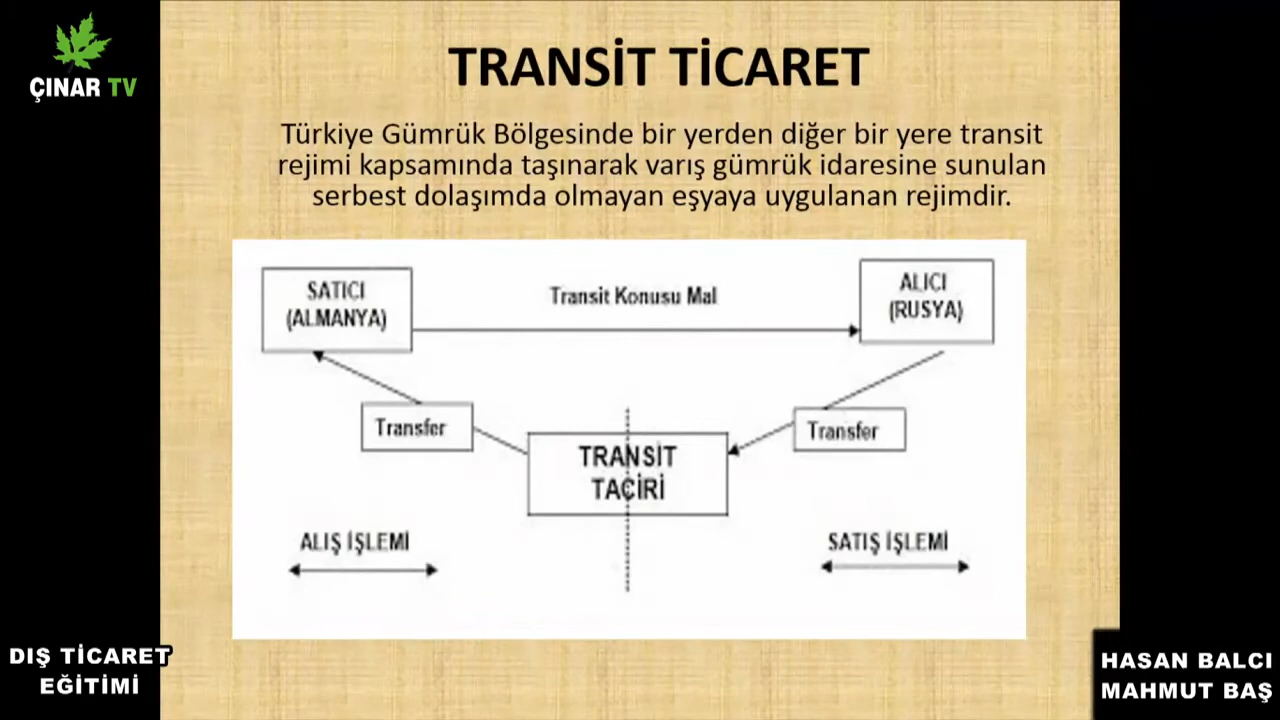 ÇINAR TV
TRANSİT TİCARET
Türkiye Gümrük Bölgesinde bir yerden diğer bir yere transit
rejimi kapsamında taşınarak varış gümrük idaresine sunulan
serbest dolaşımda olmayan eşyaya uygulanan rejimdir.
SATICI
(ALMANYA)
Transit Konusu Mal
ALICI
(RUSYA)
Transfer
Transfer
TRANSİT
TACİRİ
ALIŞ İŞLEMİ
SATIŞ İŞLEMİ
DIŞ TİCARET
EĞİTİMİ
HASAN BALCI
MAHMUT BAŞ